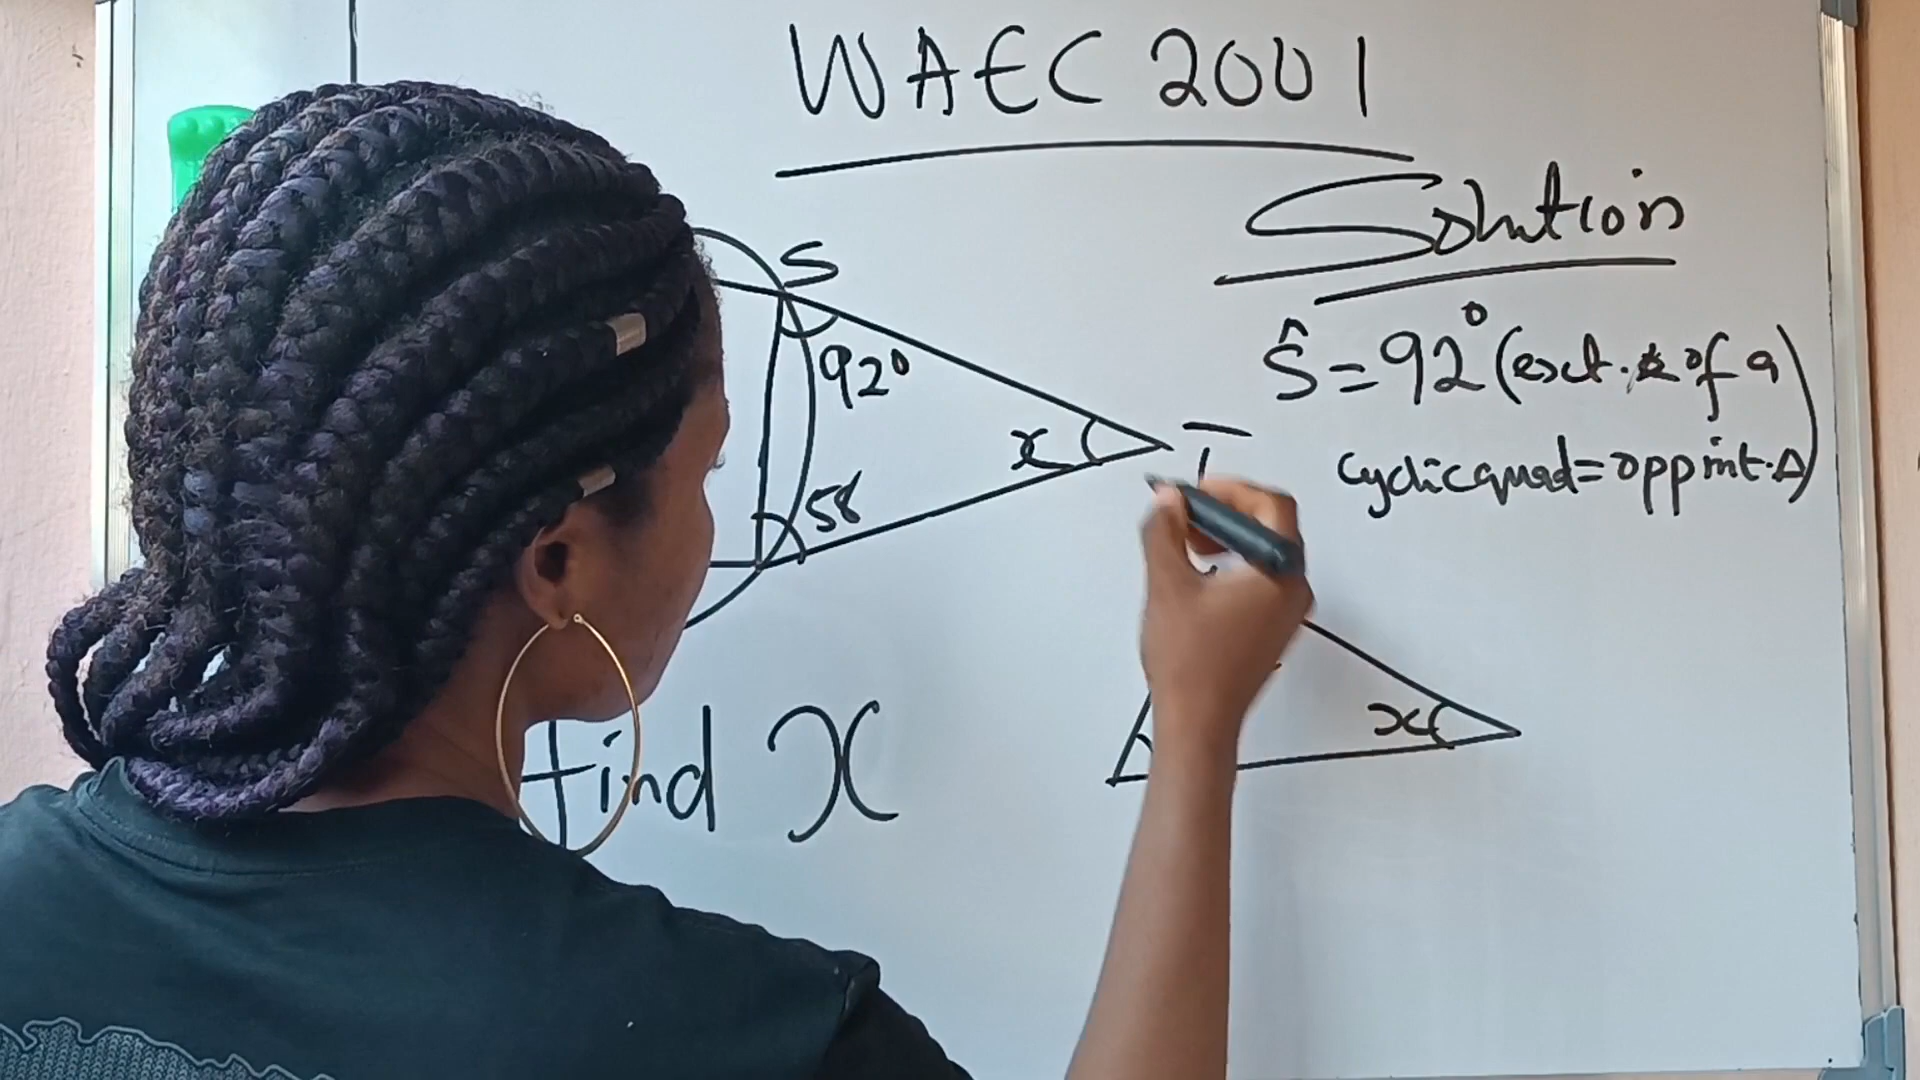 WAEC 2001
Solution
S
92°
x
T
58
Ŝ = 92° (ext. of a
cyclic quad = opp int. Δ)
x
find x